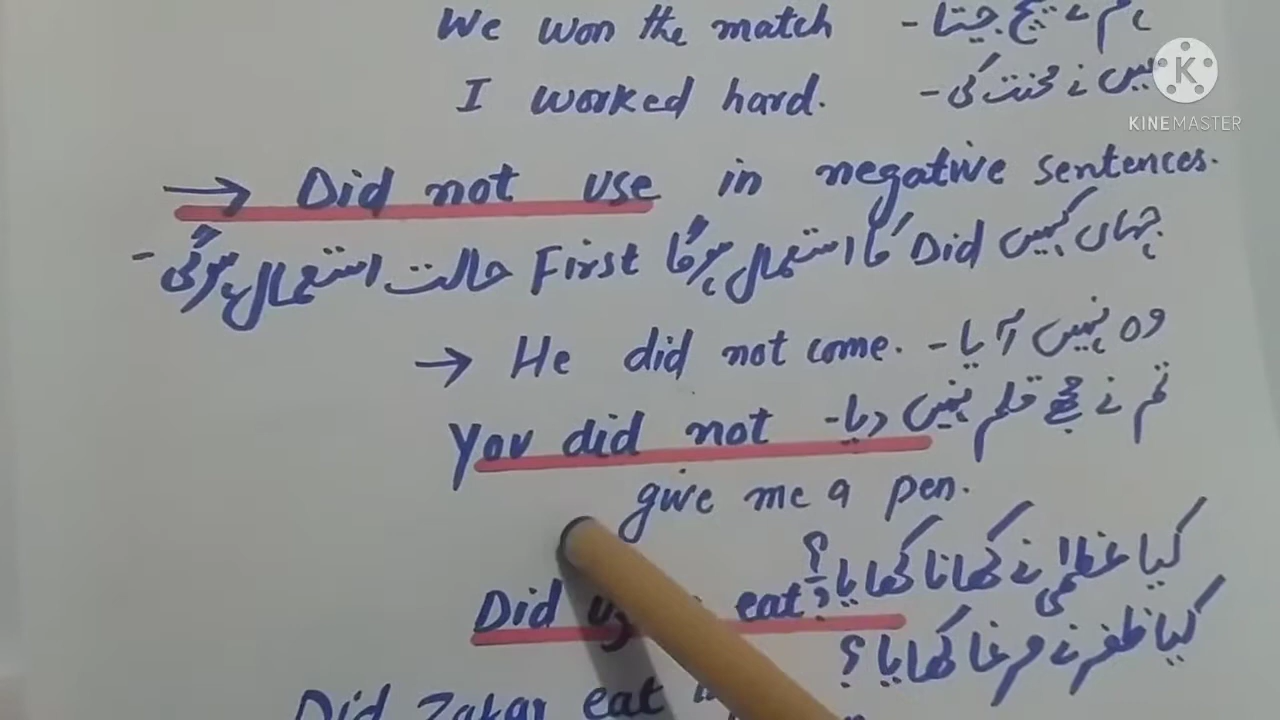 We won the match ہم نے میچ جیتا -
I worked hard. میں نے محنت کی -
KINEMASTER
→ Did not use in negative sentences.
جہاں کہیں Did کا استعمال ہوگا First حالت استعمال ہوگی -
→ He did not come. وہ نہیں آیا -
You did not تم نے مجھے قلم نہیں دیا -
give me a pen.
کیا عظمیٰ نے کھانا کھایا؟
Did eat?
کیا ظفر نے مرغا کھایا؟
Did Zafar eat